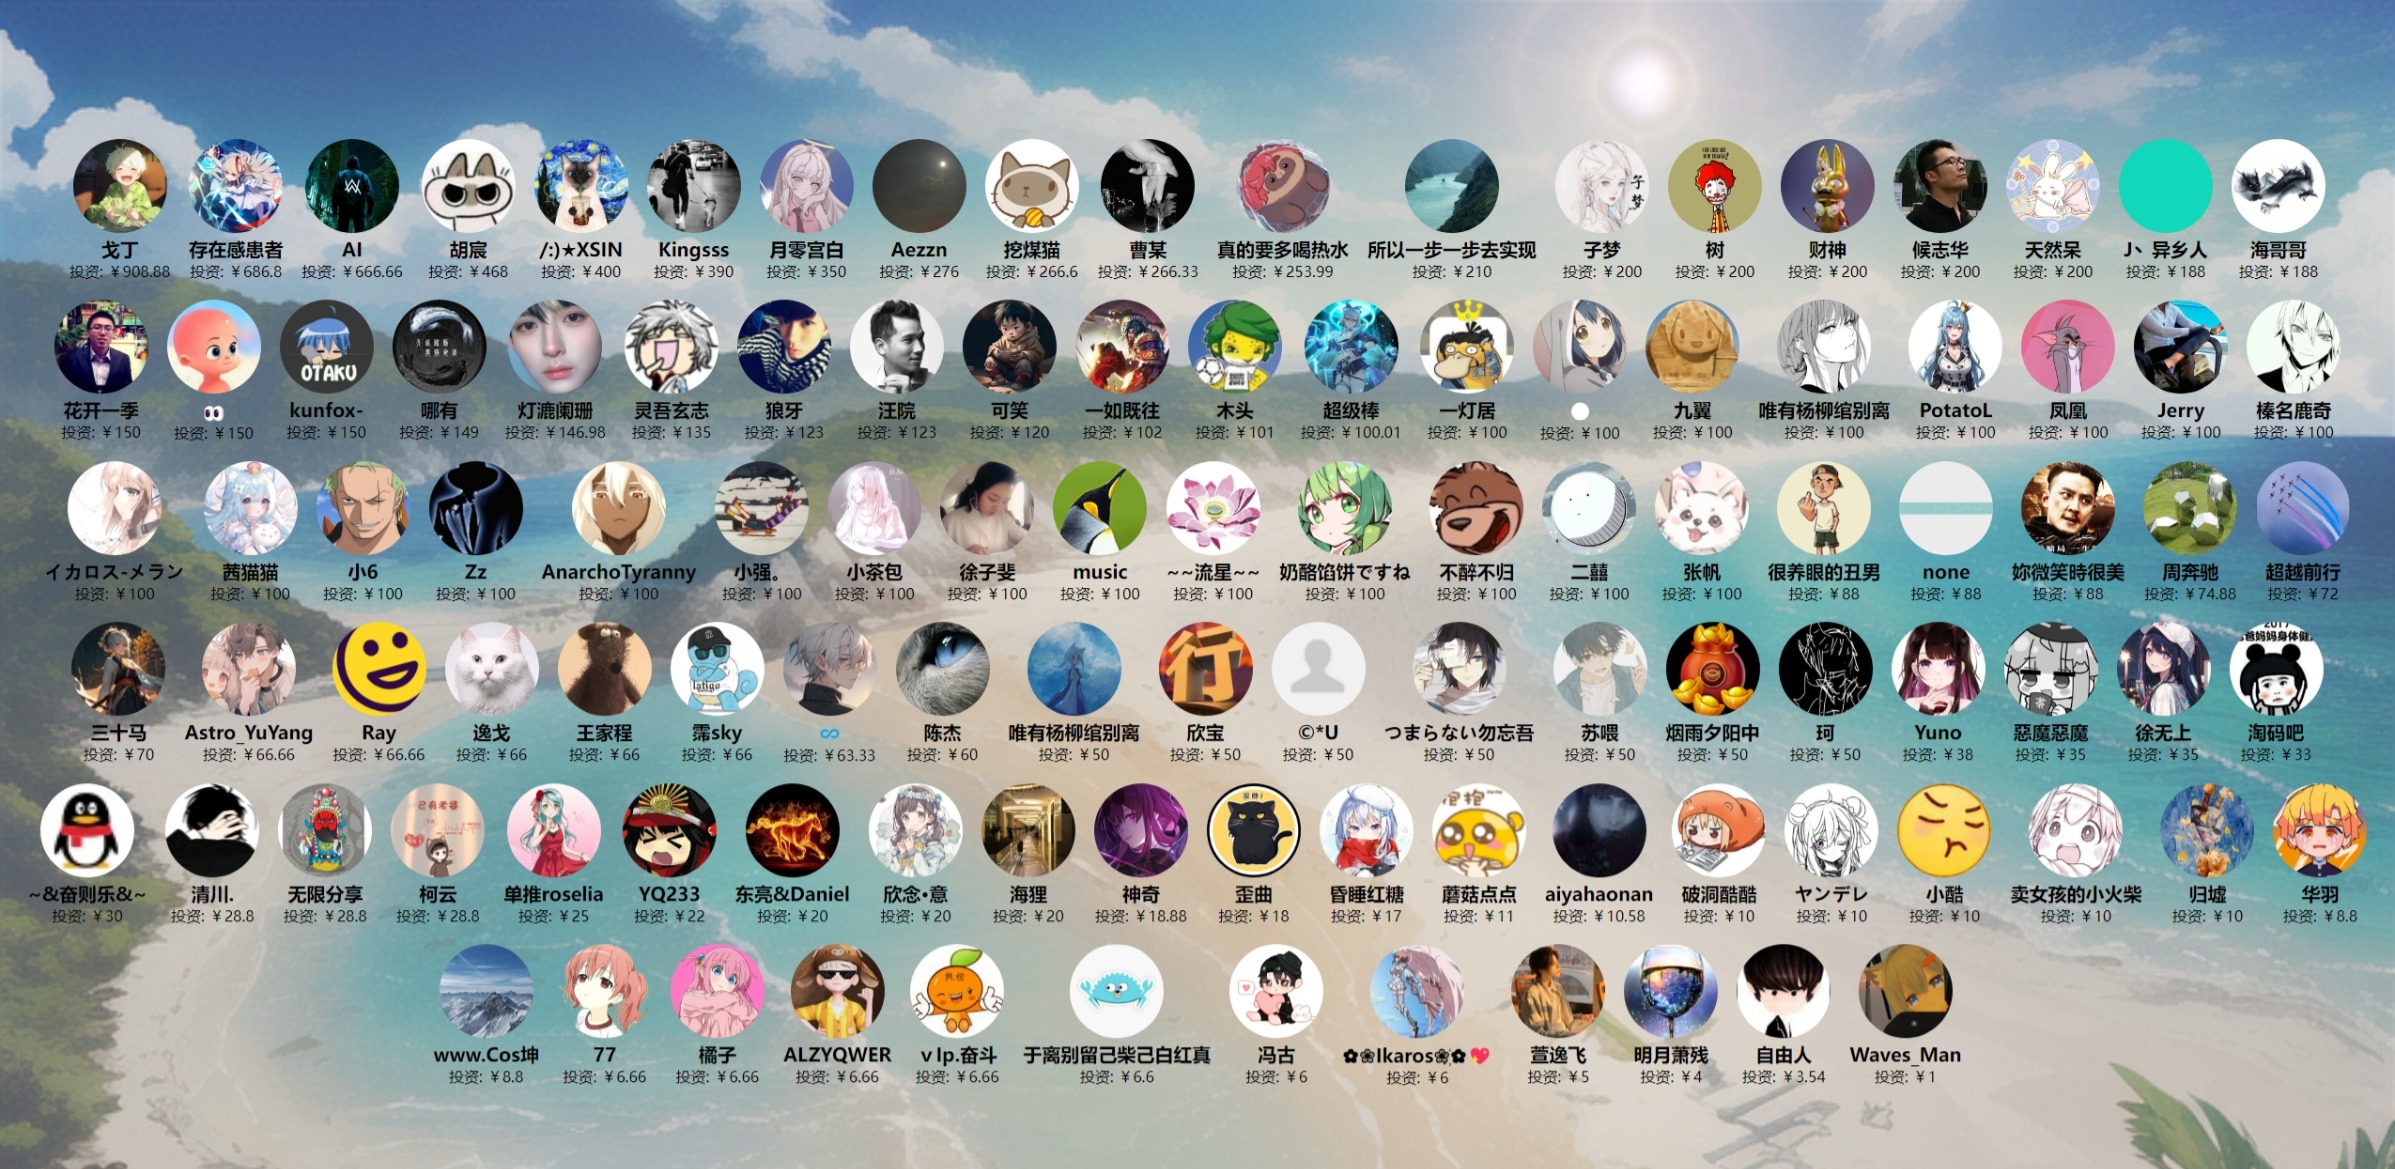 戈丁 存在感患者 AI 胡宸 /:)★XSIN Kingsss 月零宫白 Aezzn 挖煤猫 曹某 真的要多喝热水 所以一步一步去实现 子梦 树 财神 候志华 天然呆 J、异乡人 海哥哥
投资: ￥908.88 投资: ￥686.8 投资: ￥666.66 投资: ￥468 投资: ￥400 投资: ￥390 投资: ￥350 投资: ￥276 投资: ￥266.6 投资: ￥266.33 投资: ￥253.99 投资: ￥210 投资: ￥200 投资: ￥200 投资: ￥200 投资: ￥200 投资: ￥200 投资: ￥188 投资: ￥188
OTAKU
花开一季 👀 kunfox- 哪有 灯漉阑珊 灵吾玄志 狼牙 汪院 可笑 一如既往 木头 超级棒 一灯居 九翼 唯有杨柳绾别离 PotatoL 凤凰 Jerry 榛名鹿奇
投资: ￥150 投资: ￥150 投资: ￥150 投资: ￥149 投资: ￥146.98 投资: ￥135 投资: ￥123 投资: ￥123 投资: ￥120 投资: ￥102 投资: ￥101 投资: ￥100.01 投资: ￥100 投资: ￥100 投资: ￥100 投资: ￥100 投资: ￥100 投资: ￥100 投资: ￥100 投资: ￥100
イカロス-メラン 茜猫猫 小6 Zz AnarchoTyranny 小强。 小茶包 徐子斐 music ~~流星~~ 奶酪馅饼ですね 不醉不归 二囍 张帆 很养眼的丑男 none 妳微笑時很美 周奔驰 超越前行
投资: ￥100 投资: ￥100 投资: ￥100 投资: ￥100 投资: ￥100 投资: ￥100 投资: ￥100 投资: ￥100 投资: ￥100 投资: ￥100 投资: ￥100 投资: ￥100 投资: ￥100 投资: ￥100 投资: ￥88 投资: ￥88 投资: ￥88 投资: ￥74.88 投资: ￥72
行
三十马 Astro_YuYang Ray 逸戈 王家程 霈sky ∞ 陈杰 唯有杨柳绾别离 欣宝 ©*U つまらない勿忘吾 苏喂 烟雨夕阳中 珂 Yuno 惡魔惡魔 徐无上 淘码吧
投资: ￥70 投资: ￥66.66 投资: ￥66.66 投资: ￥66 投资: ￥66 投资: ￥66 投资: ￥63.33 投资: ￥60 投资: ￥50 投资: ￥50 投资: ￥50 投资: ￥50 投资: ￥50 投资: ￥50 投资: ￥50 投资: ￥38 投资: ￥35 投资: ￥35 投资: ￥33
~&奋则乐&~ 清川. 无限分享 柯云 单推roselia YQ233 东亮&Daniel 欣念·意 海狸 神奇 歪曲 昏睡红糖 蘑菇点点 aiyahaonan 破洞酷酷 ヤンデレ 小酷 卖女孩的小火柴 归墟 华羽
投资: ￥30 投资: ￥28.8 投资: ￥28.8 投资: ￥28.8 投资: ￥25 投资: ￥22 投资: ￥20 投资: ￥20 投资: ￥20 投资: ￥18.88 投资: ￥18 投资: ￥17 投资: ￥11 投资: ￥10.58 投资: ￥10 投资: ￥10 投资: ￥10 投资: ￥10 投资: ￥10 投资: ￥8.8
www.Cos坤 77 橘子 ALZYQWER v Ip.奋斗 于离别留己柴己白红真 冯古 ✿❀Ikaros❀✿💖 萱逸飞 明月萧残 自由人 Waves_Man
投资: ￥8.8 投资: ￥6.66 投资: ￥6.66 投资: ￥6.66 投资: ￥6.66 投资: ￥6.6 投资: ￥6 投资: ￥6 投资: ￥5 投资: ￥4 投资: ￥3.54 投资: ￥1